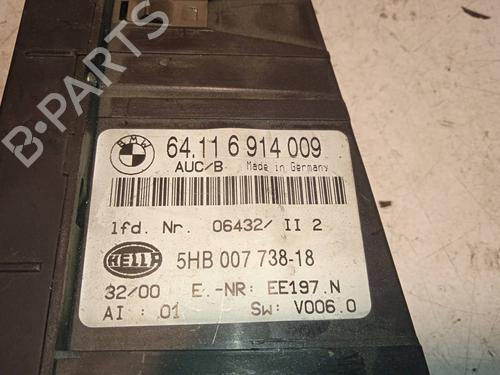 BMW 64.11 6 914 009
AUC/B Made in Germany
lfd. Nr. 06432/ II 2
HELLA 5HB 007 738-18
32/00 E.-NR: EE197.N
AI : 01 Sw: V006.0
B-PARTS